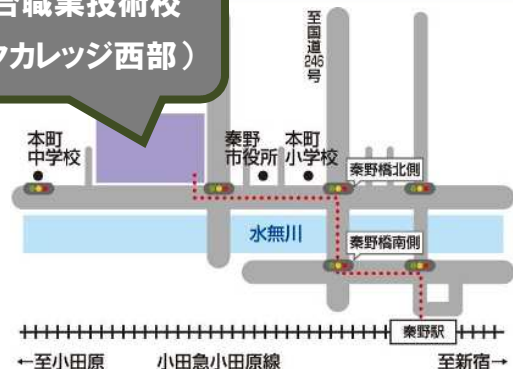 合職業技術校
カレッジ西部）
至国道246号
本町
中学校
秦野
市役所
本町
小学校
秦野橋北側
水無川
秦野橋南側
秦野駅
←至小田原
小田急小田原線
至新宿→